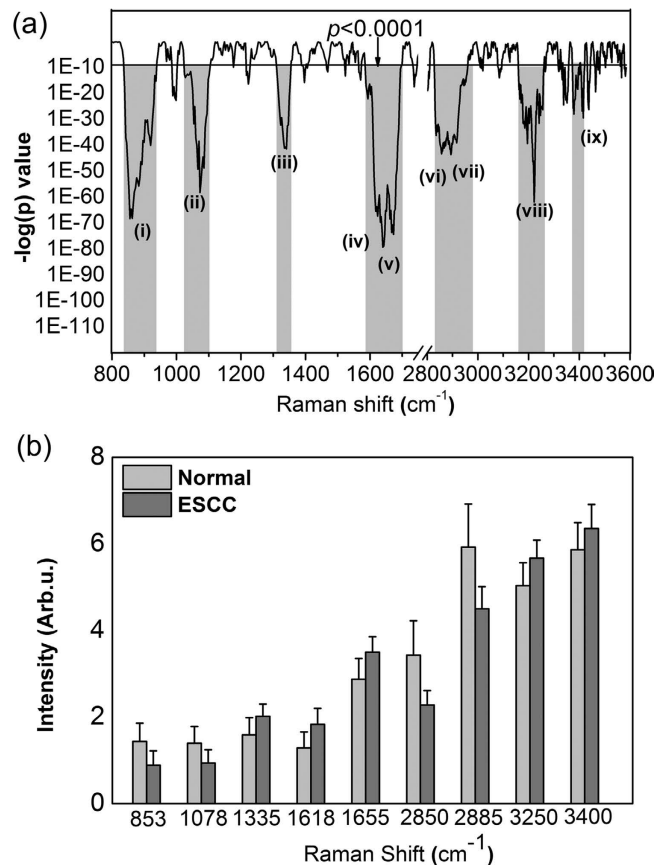 (a)
p<0.0001
1E-10
1E-20
1E-30
1E-40
1E-50
1E-60
1E-70
1E-80
1E-90
1E-100
1E-110
-log(p) value
(i)
(ii)
(iii)
(iv)
(v)
(vi)
(vii)
(viii)
(ix)
800 1000 1200 1400 1600 2800 3000 3200 3400 3600
Raman shift (cm-1)
(b)
8
6
4
2
0
Intensity (Arb.u.)
Normal
ESCC
853 1078 1335 1618 1655 2850 2885 3250 3400
Raman Shift (cm-1)